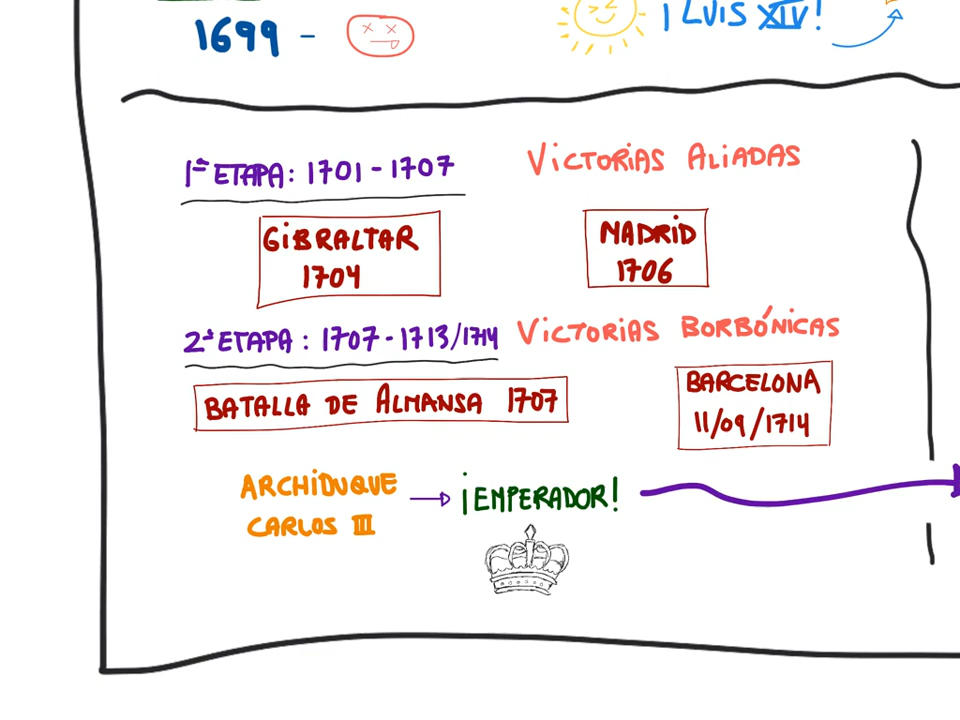 1699 -
¡LUIS XIV!
1ª ETAPA: 1701 - 1707
VICTORIAS ALIADAS
GIBRALTAR
1704
MADRID
1706
2ª ETAPA: 1707 - 1713/1714
VICTORIAS BORBÓNICAS
BATALLA DE ALMANSA 1707
BARCELONA
11/09/1714
ARCHIDUQUE
CARLOS III
¡EMPERADOR!